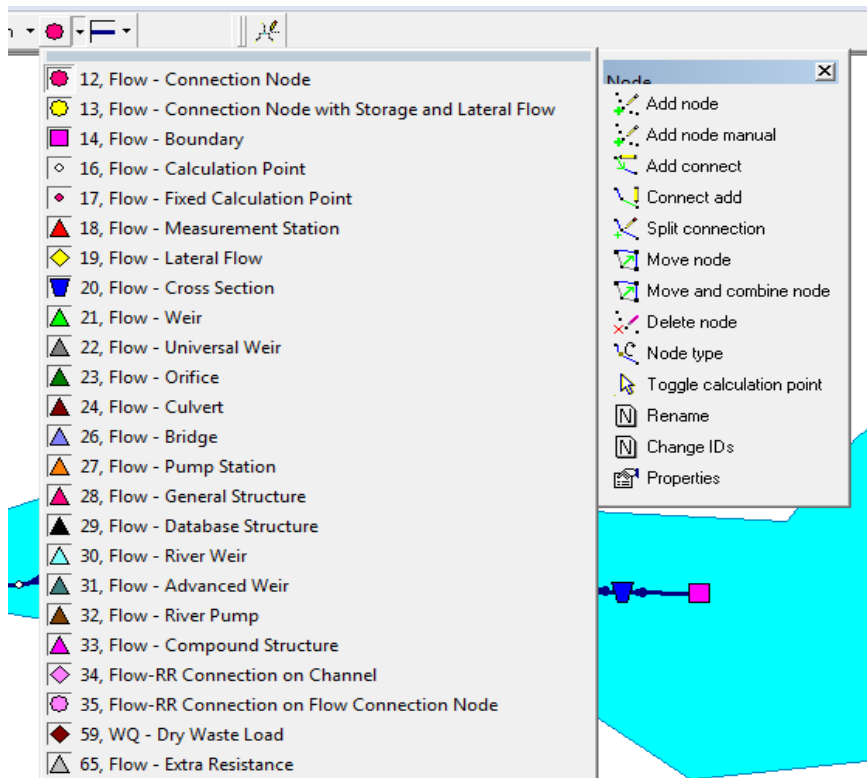 12, Flow - Connection Node
13, Flow - Connection Node with Storage and Lateral Flow
14, Flow - Boundary
16, Flow - Calculation Point
17, Flow - Fixed Calculation Point
18, Flow - Measurement Station
19, Flow - Lateral Flow
20, Flow - Cross Section
21, Flow - Weir
22, Flow - Universal Weir
23, Flow - Orifice
24, Flow - Culvert
26, Flow - Bridge
27, Flow - Pump Station
28, Flow - General Structure
29, Flow - Database Structure
30, Flow - River Weir
31, Flow - Advanced Weir
32, Flow - River Pump
33, Flow - Compound Structure
34, Flow-RR Connection on Channel
35, Flow-RR Connection on Flow Connection Node
59, WQ - Dry Waste Load
65, Flow - Extra Resistance
Node
Add node
Add node manual
Add connect
Connect add
Split connection
Move node
Move and combine node
Delete node
Node type
Toggle calculation point
Rename
Change IDs
Properties